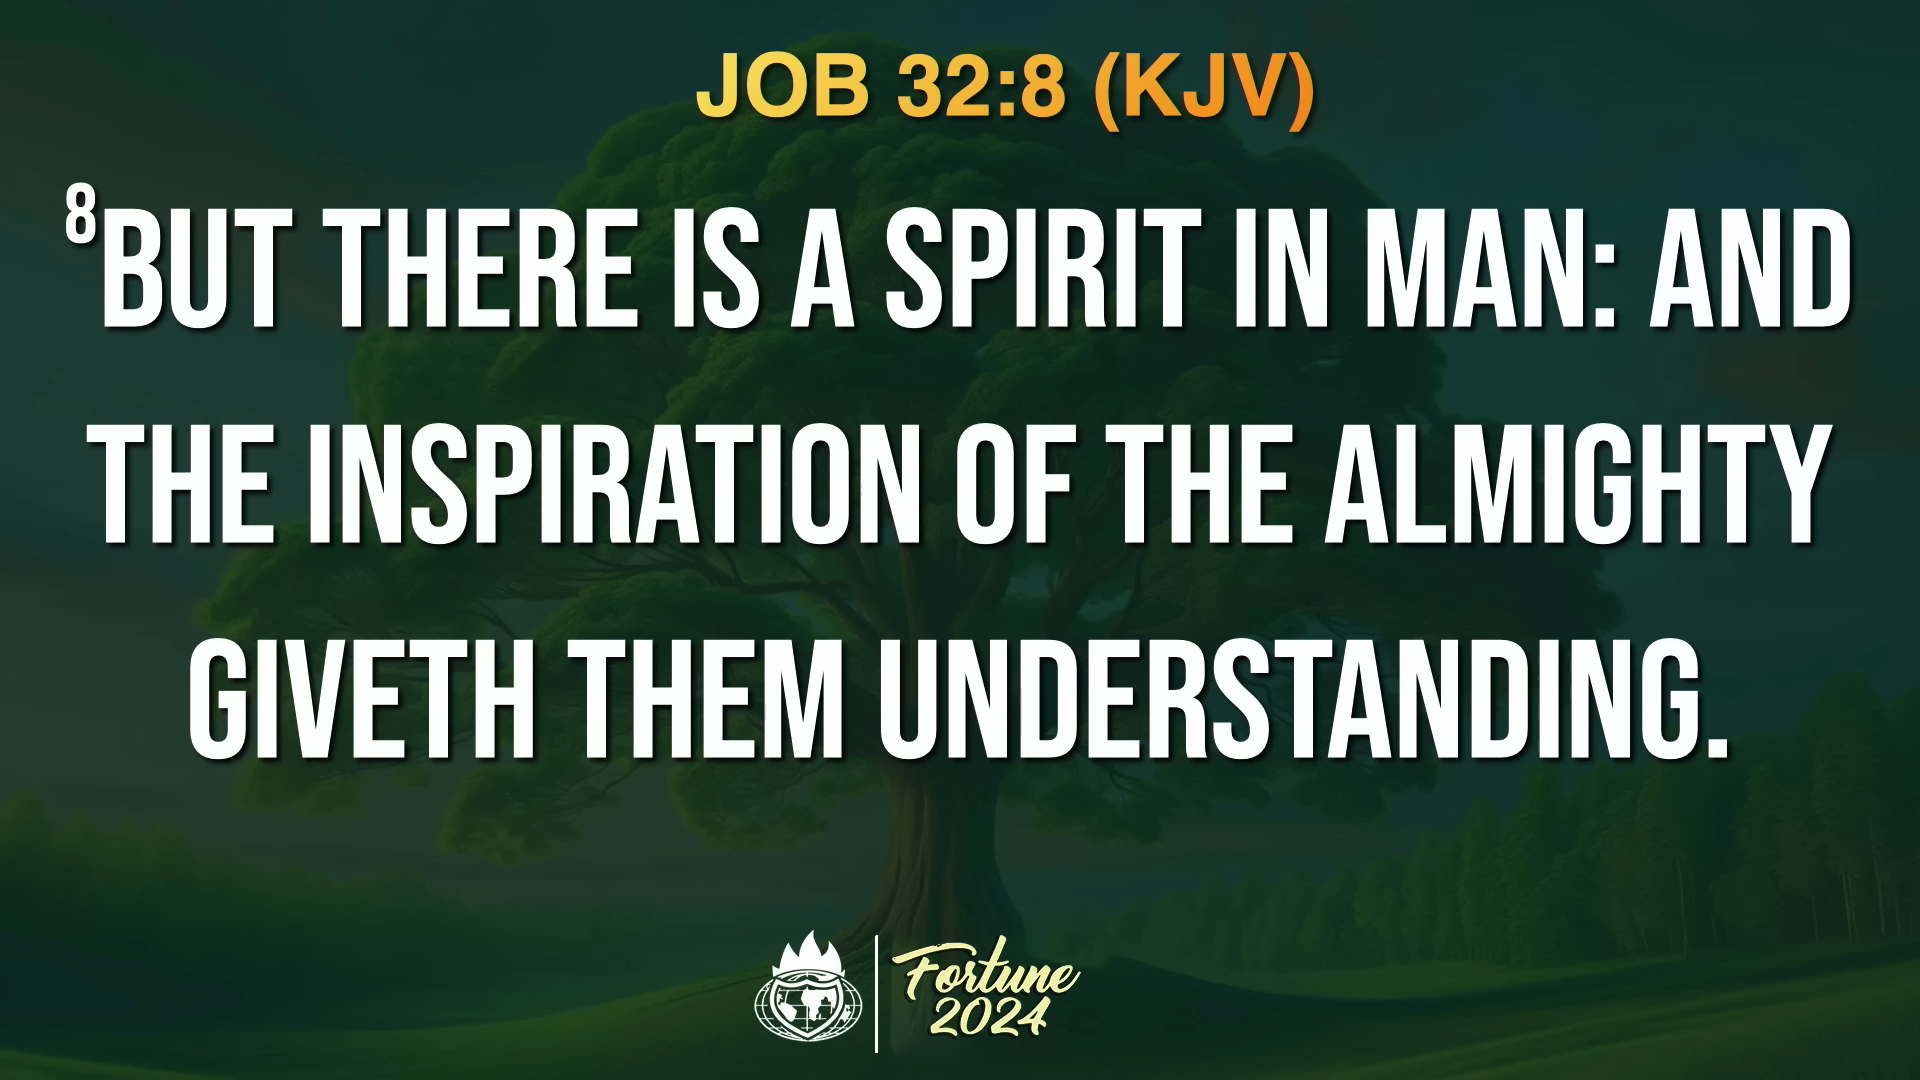 JOB 32:8 (KJV)
8BUT THERE IS A SPIRIT IN MAN: AND
THE INSPIRATION OF THE ALMIGHTY
GIVETH THEM UNDERSTANDING.
Fortune
2024